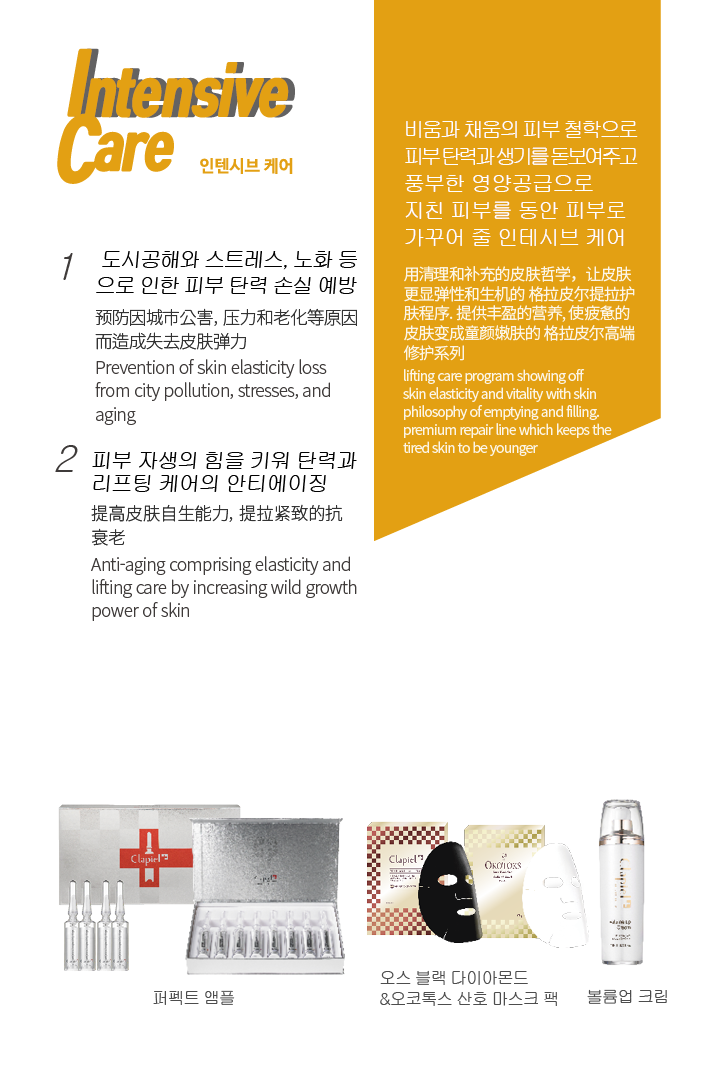 Intensive
Care
인텐시브 케어
1
도시공해와 스트레스, 노화 등
으로 인한 피부 탄력 손실 예방
预防因城市公害, 压力和老化等原因
而造成失去皮肤弹力
Prevention of skin elasticity loss
from city pollution, stresses, and
aging
2
피부 자생의 힘을 키워 탄력과
리프팅 케어의 안티에이징
提高皮肤自生能力, 提拉紧致的抗
衰老
Anti-aging comprising elasticity and
lifting care by increasing wild growth
power of skin
비움과 채움의 피부 철학으로
피부탄력과 생기를 돋보여주고
풍부한 영양공급으로
지친 피부를 동안 피부로
가꾸어 줄 인테시브 케어
用清理和补充的皮肤哲学，让皮肤
更显弹性和生机的 格拉皮尔提拉护
肤程序. 提供丰盈的营养, 使疲惫的
皮肤变成童颜嫩肤的 格拉皮尔高端
修护系列
lifting care program showing off
skin elasticity and vitality with skin
philosophy of emptying and filling.
premium repair line which keeps the
tired skin to be younger
Clapiel
Clapiel
OKOTOKS
퍼펙트 앰플
오스 블랙 다이아몬드
&오코톡스 산호 마스크 팩
볼륨업 크림